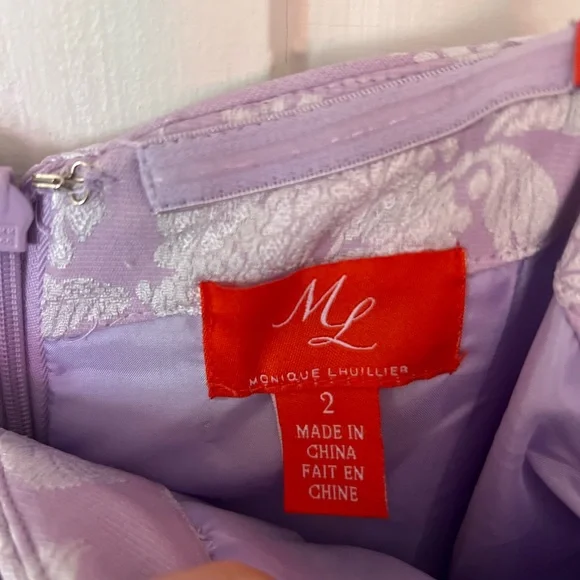 ML
MONIQUE LHUILLIER
2
MADE IN
CHINA
FAIT EN
CHINE